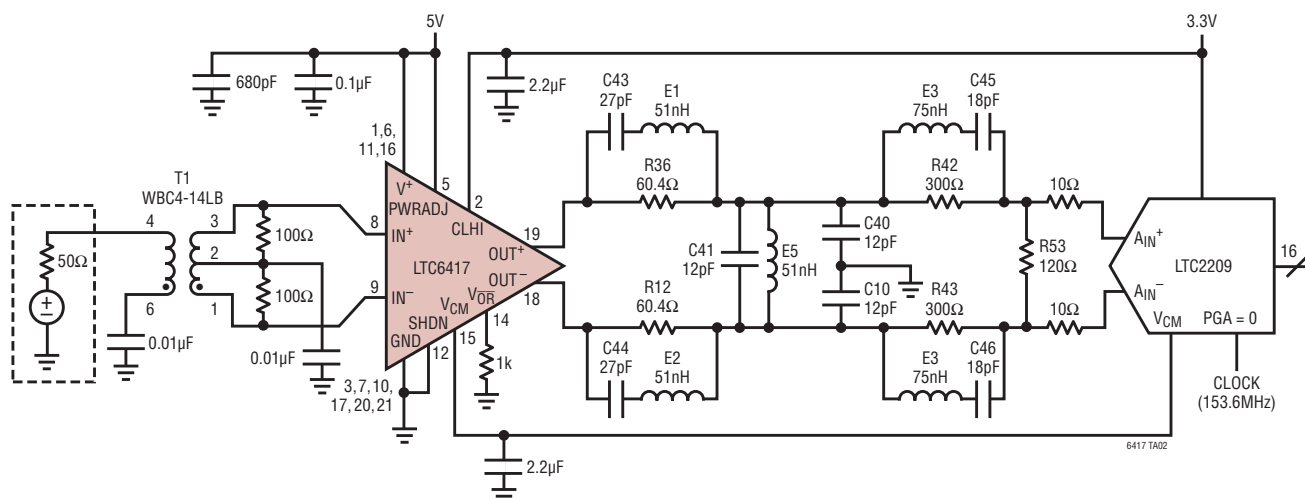 5V
3.3V
680pF
0.1µF
2.2µF
C43
27pF
E1
51nH
E3
75nH
C45
18pF
1,6,
11,16
R36
60.4Ω
R42
300Ω
10Ω
T1
WBC4-14LB
V+
5
PWRADJ
2
CLHI
4
3
8
IN+
19
OUT+
C41
12pF
E5
51nH
C40
12pF
R53
120Ω
AIN+
16
50Ω
100Ω
2
LTC6417
LTC2209
100Ω
9
IN−
OUT−
18
C10
12pF
AIN−
6
1
VCM
VOR
SHDN
GND
12
15
14
R12
60.4Ω
R43
300Ω
10Ω
VCM
PGA = 0
0.01µF
0.01µF
1k
C44
27pF
E2
51nH
E3
75nH
C46
18pF
3,7,10,
17,20,21
CLOCK
(153.6MHz)
2.2µF
6417 TA02